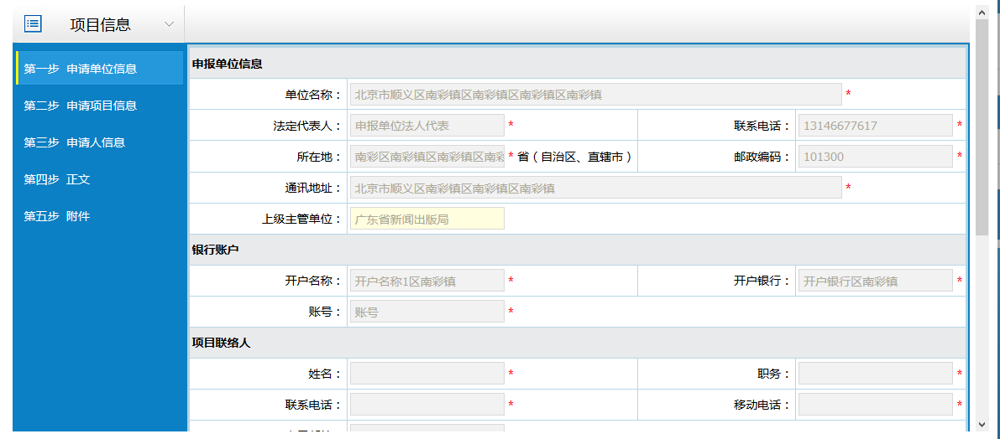 项目信息
第一步 申请单位信息
第二步 申请项目信息
第三步 申请人信息
第四步 正文
第五步 附件
申报单位信息
单位名称： 北京市顺义区南彩镇区南彩镇区南彩镇区南彩镇 *
法定代表人： 申报单位法人代表 * 联系电话： 13146677617 *
所在地： 南彩区南彩镇区南彩镇区南彩 * 省（自治区、直辖市） 邮政编码： 101300 *
通讯地址： 北京市顺义区南彩镇区南彩镇区南彩镇 *
上级主管单位： 广东省新闻出版局
银行账户
开户名称： 开户名称1区南彩镇 * 开户银行： 开户银行区南彩镇 *
账号： 账号 *
项目联络人
姓名： * 职务： *
联系电话： * 移动电话： *